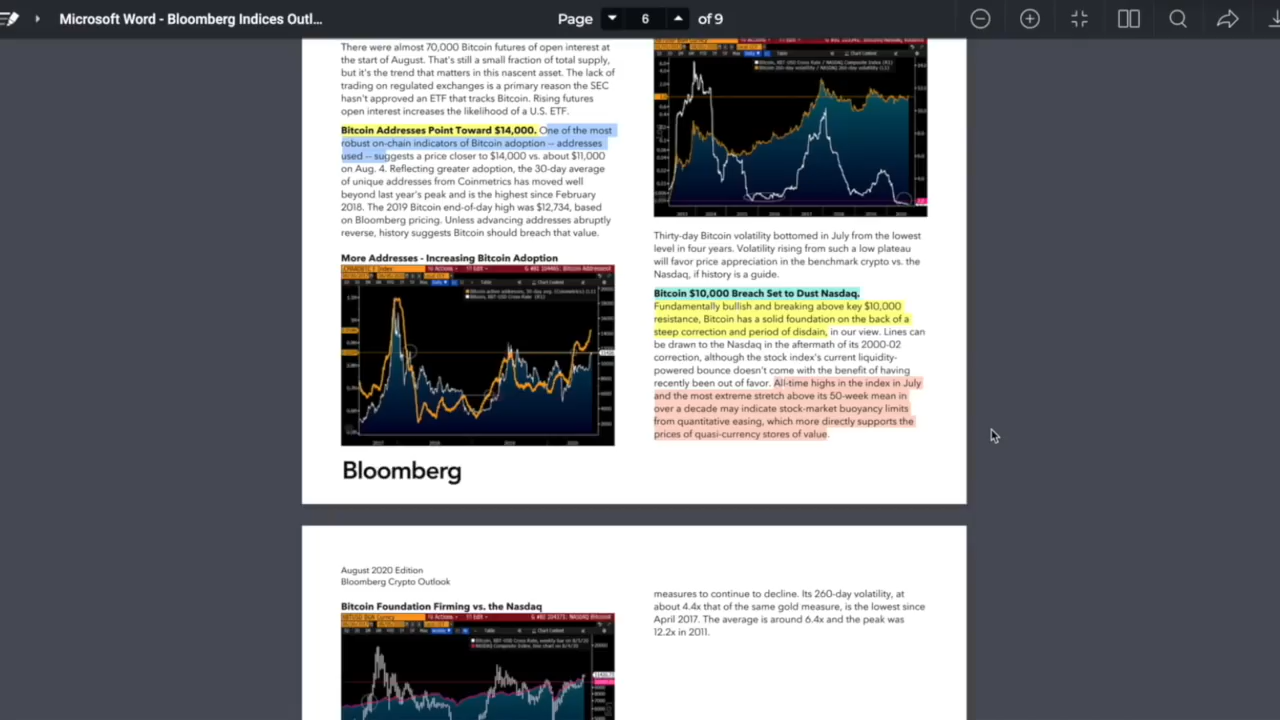 Microsoft Word - Bloomberg Indices Outl...
Page 6 of 9
There were almost 70,000 Bitcoin futures of open interest at
the start of August. That's still a small fraction of total supply,
but it's the trend that matters in this nascent asset. The lack of
trading on regulated exchanges is a primary reason the SEC
hasn't approved an ETF that tracks Bitcoin. Rising futures
open interest increases the likelihood of a U.S. ETF.
Bitcoin Addresses Point Toward $14,000. One of the most
robust on-chain indicators of Bitcoin adoption -- addresses
used -- suggests a price closer to $14,000 vs. about $11,000
on Aug. 4. Reflecting greater adoption, the 30-day average
of unique addresses from Coinmetrics has moved well
beyond last year's peak and is the highest since February
2018. The 2019 Bitcoin end-of-day high was $12,734, based
on Bloomberg pricing. Unless advancing addresses abruptly
reverse, history suggests Bitcoin should breach that value.
More Addresses - Increasing Bitcoin Adoption
2017 2018 2019 2020
Bloomberg
Thirty-day Bitcoin volatility bottomed in July from the lowest
level in four years. Volatility rising from such a low plateau
will favor price appreciation in the benchmark crypto vs. the
Nasdaq, if history is a guide.
Bitcoin $10,000 Breach Set to Dust Nasdaq.
Fundamentally bullish and breaking above key $10,000
resistance, Bitcoin has a solid foundation on the back of a
steep correction and period of disdain, in our view. Lines can
be drawn to the Nasdaq in the aftermath of its 2000-02
correction, although the stock index's current liquidity-
powered bounce doesn't come with the benefit of having
recently been out of favor. All-time highs in the index in July
and the most extreme stretch above its 50-week mean in
over a decade may indicate stock-market buoyancy limits
from quantitative easing, which more directly supports the
prices of quasi-currency stores of value.
August 2020 Edition
Bloomberg Crypto Outlook
Bitcoin Foundation Firming vs. the Nasdaq
measures to continue to decline. Its 260-day volatility, at
about 4.4x that of the same gold measure, is the lowest since
April 2017. The average is around 6.4x and the peak was
12.2x in 2011.